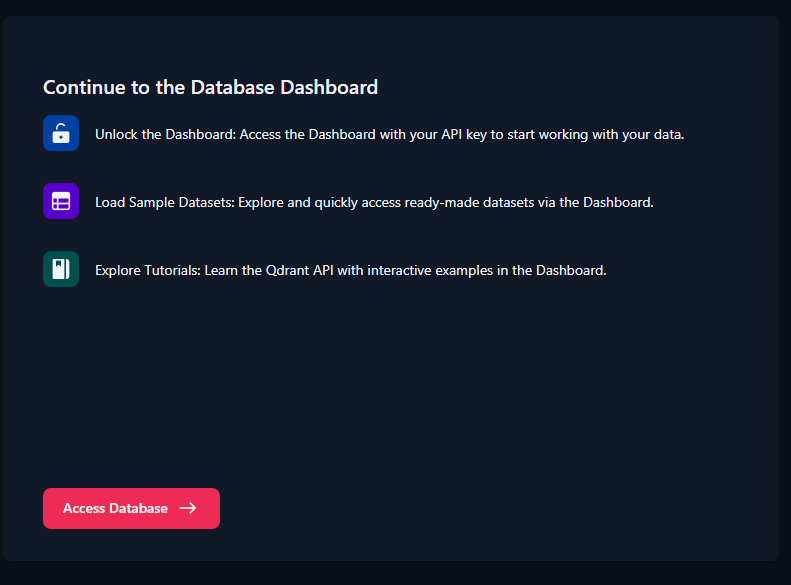 Continue to the Database Dashboard
Unlock the Dashboard: Access the Dashboard with your API key to start working with your data.
Load Sample Datasets: Explore and quickly access ready-made datasets via the Dashboard.
Explore Tutorials: Learn the Qdrant API with interactive examples in the Dashboard.
Access Database